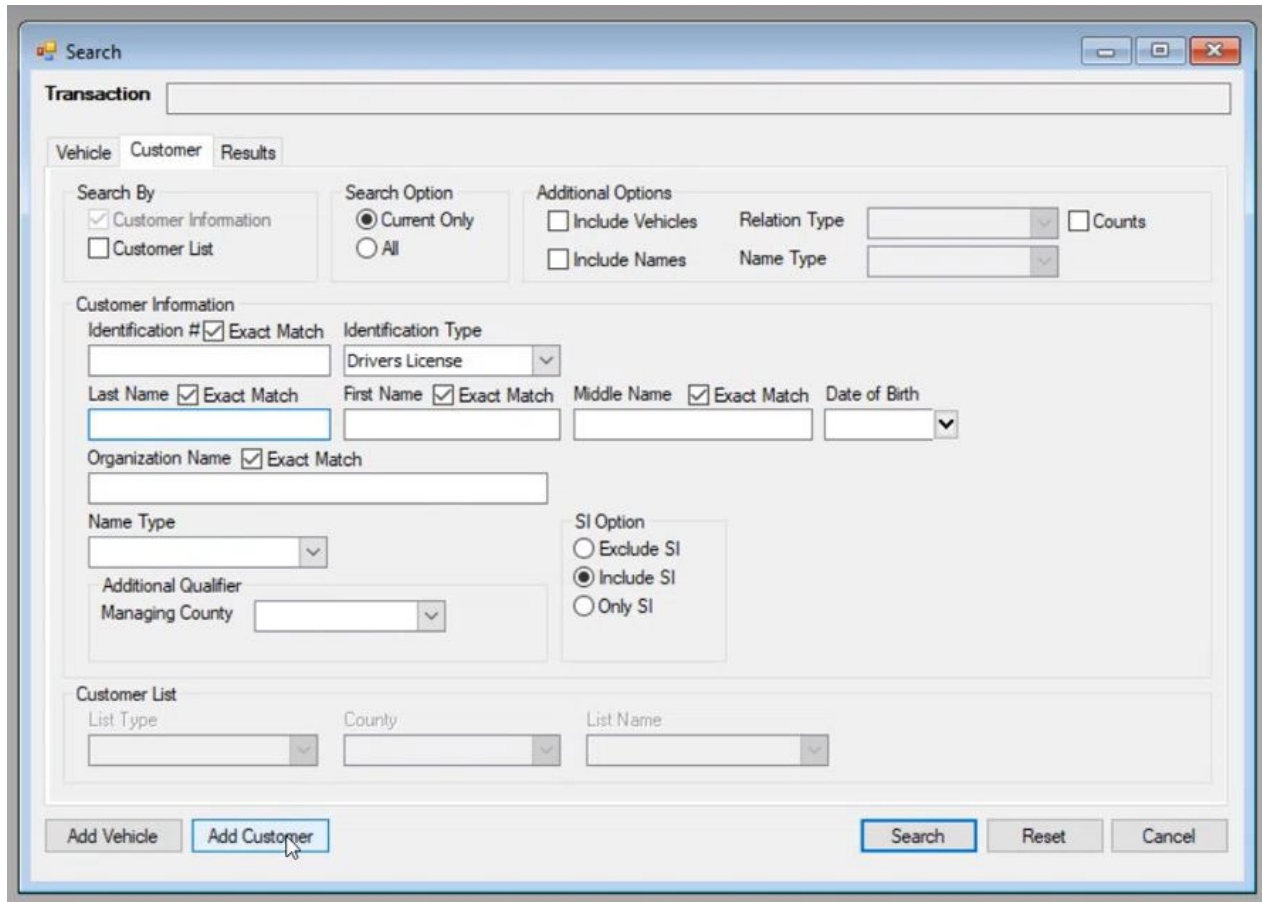 Search
Transaction
Vehicle Customer Results
Search By
Customer Information
Customer List
Search Option
Current Only
All
Additional Options
Include Vehicles Relation Type Counts
Include Names Name Type
Customer Information
Identification # Exact Match Identification Type
Drivers License
Last Name Exact Match First Name Exact Match Middle Name Exact Match Date of Birth
Organization Name Exact Match
Name Type
Additional Qualifier
Managing County
SI Option
Exclude SI
Include SI
Only SI
Customer List
List Type County List Name
Add Vehicle Add Customer Search Reset Cancel